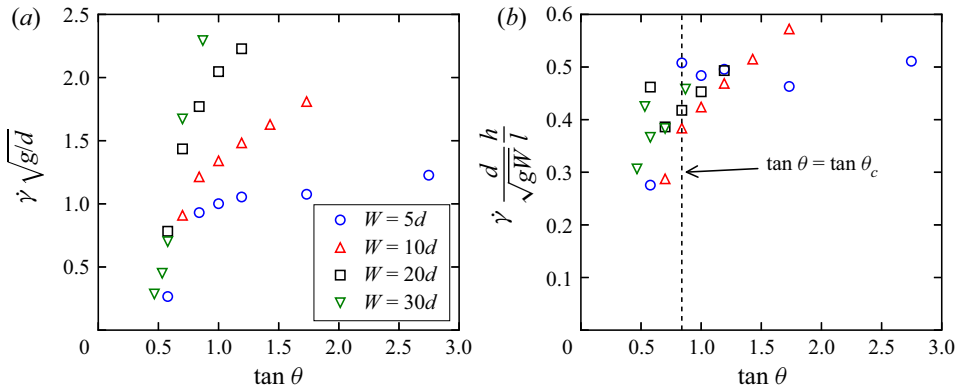 (a)
2.5
2.0
1.5
1.0
0.5
0.5 1.0 1.5 2.0 2.5 3.0
tan θ
γ̇ √g/d
W = 5d
W = 10d
W = 20d
W = 30d
(b)
0.6
0.5
0.4
0.3
0.2
0.1
0 0.5 1.0 1.5 2.0 2.5 3.0
tan θ
γ̇ d/√gW h/l
tan θ = tan θc